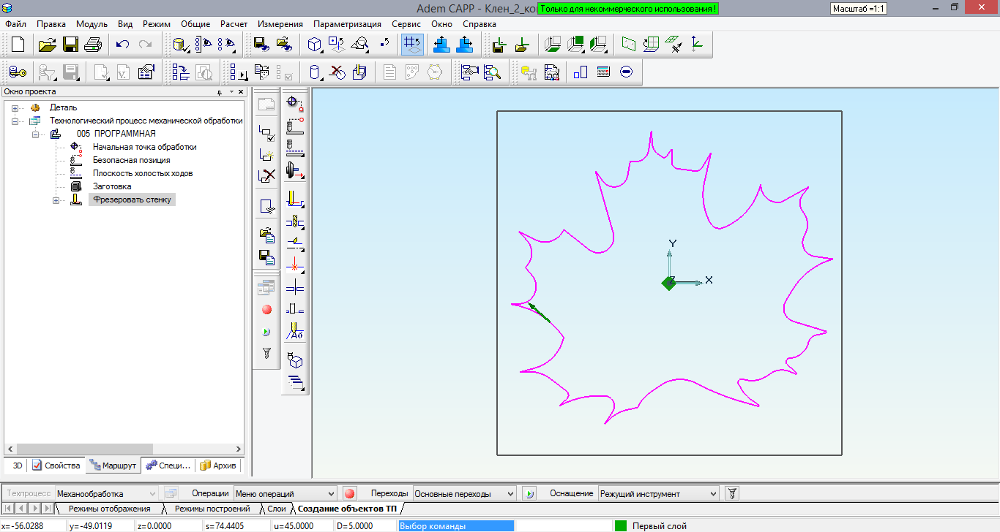 Adem CAPP - Клен_2_ко Только для некоммерческого использования ! Масштаб =1:1
Файл Правка Модуль Вид Режим Общие Расчет Измерения Параметризация Сервис Окно Справка
Окно проекта
Деталь
Технологический процесс механической обработки
005 ПРОГРАММНАЯ
Начальная точка обработки
Безопасная позиция
Плоскость холостых ходов
Заготовка
Фрезеровать стенку
Y
Z X
3D Свойства Маршрут Специ... Архив
Техпроцесс Механообработка Операции Меню операций Переходы Основные переходы Оснащение Режущий инструмент
Режимы отображения Режимы построений Слои Создание объектов ТП
x=-56.0288 y=-49.0119 z=0.0000 s=74.4405 u=45.0000 D=5.0000 Выбор команды Первый слой